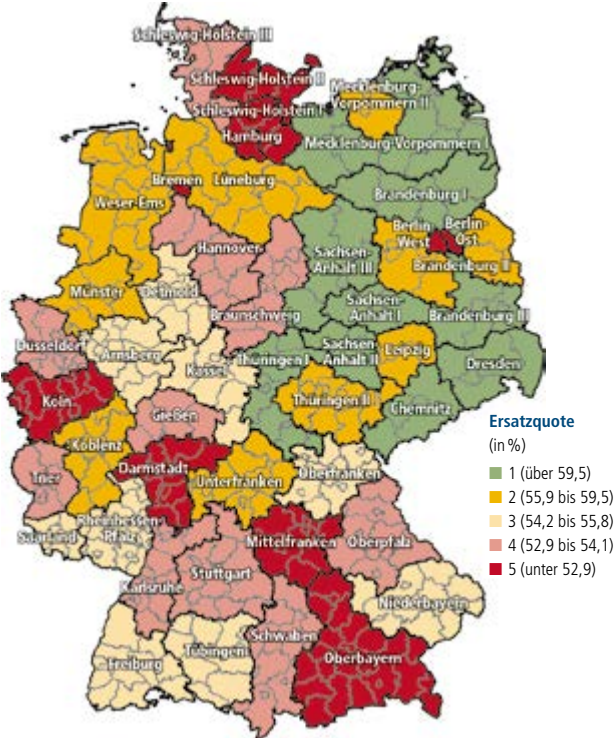 Schleswig-Holstein III
Schleswig-Holstein II
Mecklenburg-
Vorpommern II
Schleswig-Holstein I
Hamburg
Mecklenburg-Vorpommern I
Bremen
Lüneburg
Brandenburg I
Weser-Ems
Berlin-
West
Berlin-
Ost
Hannover
Sachsen-
Anhalt III
Brandenburg II
Münster
Detmold
Sachsen-
Anhalt I
Braunschweig
Brandenburg III
Düsseldorf
Arnsberg
Sachsen-
Anhalt II
Leipzig
Thüringen I
Kassel
Dresden
Köln
Gießen
Thüringen II
Chemnitz
Koblenz
Darmstadt
Oberfranken
Trier
Unterfranken
Rheinhessen-
Pfalz
Saarland
Mittelfranken
Oberpfalz
Karlsruhe
Stuttgart
Niederbayern
Schwaben
Tübingen
Freiburg
Oberbayern
Ersatzquote
(in %)
1 (über 59,5)
2 (55,9 bis 59,5)
3 (54,2 bis 55,8)
4 (52,9 bis 54,1)
5 (unter 52,9)